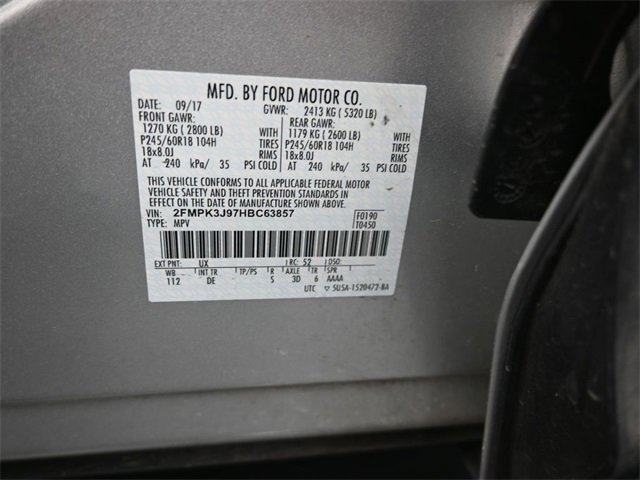 MFD. BY FORD MOTOR CO.
DATE: 09/17 GVWR: 2413 KG ( 5320 LB)
FRONT GAWR: REAR GAWR:
1270 KG ( 2800 LB) WITH 1179 KG ( 2600 LB) WITH
P245/60R18 104H TIRES P245/60R18 104H TIRES
18x8.0J RIMS 18x8.0J RIMS
AT 240 kPa/ 35 PSI COLD AT 240 kPa/ 35 PSI COLD
THIS VEHICLE CONFORMS TO ALL APPLICABLE FEDERAL MOTOR
VEHICLE SAFETY AND THEFT PREVENTION STANDARDS IN
EFFECT ON THE DATE OF MANUFACTURE SHOWN ABOVE.
VIN: 2FMPK3J97HBC63857 F0190
TYPE: MPV T0450
EXT PNT: UX RC: 52 DSO:
WB INT TR TP/PS R AXLE TR SPR
112 DE S 3D 6 AAAA
UTC ▽ 5U5A-1520472-BA